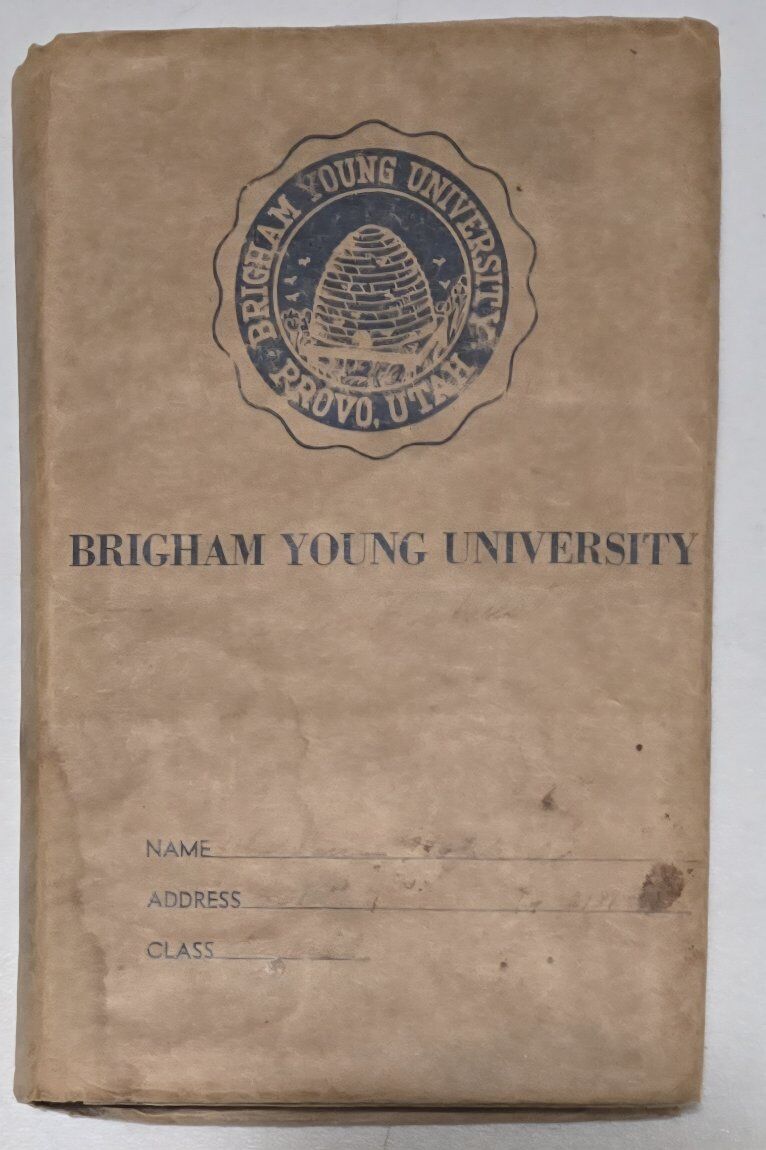 BRIGHAM YOUNG UNIVERSITY
PROVO, UTAH
BRIGHAM YOUNG UNIVERSITY
NAME
ADDRESS
CLASS